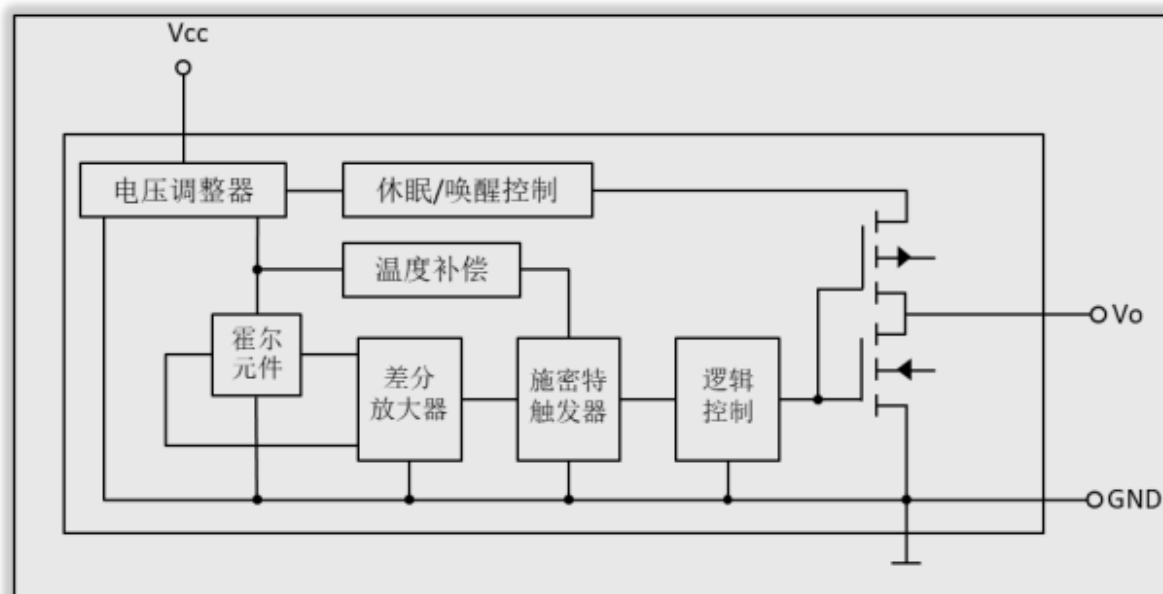 Vcc
电压调整器
休眠/唤醒控制
温度补偿
霍尔
元件
差分
放大器
施密特
触发器
逻辑
控制
Vo
GND